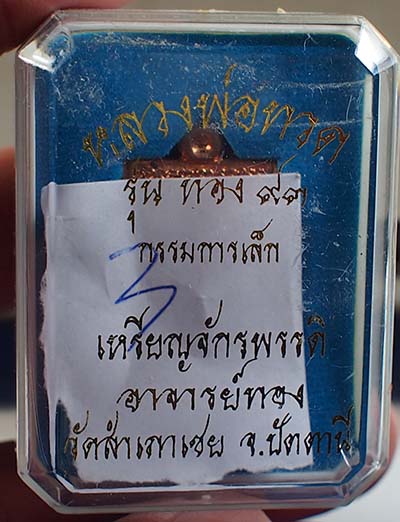 หลวงพ่อทวด
รุ่น ทอง ๙๓
กรรมการเล็ก
เหรียญจักรพรรดิ
อาจารย์ทอง
วัดสำเภาเชย จ.ปัตตานี